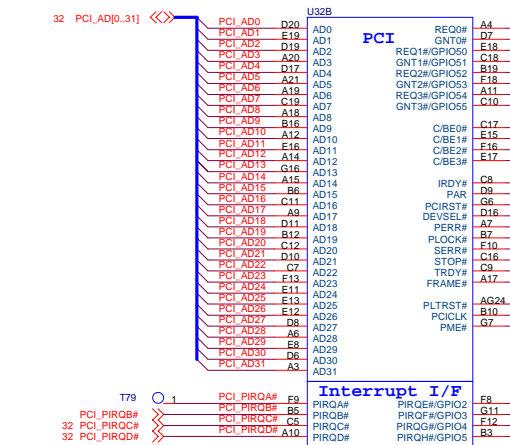 U32B
32 PCI_AD[0..31]
PCI
PCI_AD0 D20 AD0 REQ0# A4
PCI_AD1 E19 AD1 GNT0# D7
PCI_AD2 D19 AD2 REQ1#/GPIO50 E18
PCI_AD3 A20 AD3 GNT1#/GPIO51 C18
PCI_AD4 D17 AD4 REQ2#/GPIO52 B19
PCI_AD5 A21 AD5 GNT2#/GPIO53 F18
PCI_AD6 A19 AD6 REQ3#/GPIO54 A11
PCI_AD7 C19 AD7 GNT3#/GPIO55 C10
PCI_AD8 A18 AD8
PCI_AD9 B16 AD9 C/BE0# C17
PCI_AD10 A12 AD10 C/BE1# E15
PCI_AD11 E16 AD11 C/BE2# F16
PCI_AD12 A14 AD12 C/BE3# E17
PCI_AD13 G16 AD13
PCI_AD14 A15 AD14 IRDY# C8
PCI_AD15 B6 AD15 PAR D9
PCI_AD16 C11 AD16 PCIRST# G6
PCI_AD17 A9 AD17 DEVSEL# D16
PCI_AD18 D11 AD18 PERR# A7
PCI_AD19 B12 AD19 PLOCK# B7
PCI_AD20 C12 AD20 SERR# F10
PCI_AD21 D10 AD21 STOP# C16
PCI_AD22 C7 AD22 TRDY# C9
PCI_AD23 F13 AD23 FRAME# A17
PCI_AD24 E11 AD24
PCI_AD25 E13 AD25 PLTRST# AG24
PCI_AD26 E12 AD26 PCICLK B10
PCI_AD27 D8 AD27 PME# G7
PCI_AD28 A6 AD28
PCI_AD29 E8 AD29
PCI_AD30 D6 AD30
PCI_AD31 A3 AD31
Interrupt I/F
T79 1 PCI_PIRQA# F9 PIRQA# PIRQE#/GPIO2 F8
PCI_PIRQB# PCI_PIRQB# B5 PIRQB# PIRQF#/GPIO3 G11
32 PCI_PIRQC# PCI_PIRQC# C5 PIRQC# PIRQG#/GPIO4 F12
32 PCI_PIRQD# PCI_PIRQD# A10 PIRQD# PIRQH#/GPIO5 B3